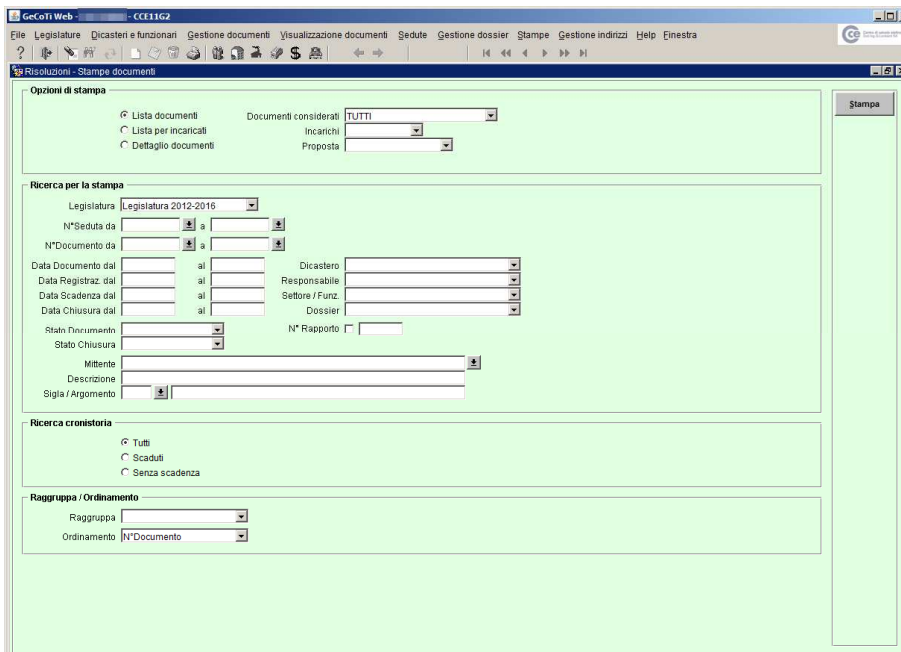 GeCoTi Web - - CCE11G2
File Legislature Dicasteri e funzionari Gestione documenti Visualizzazione documenti Sedute Gestione dossier Stampe Gestione indirizzi Help Finestra
ce
Risoluzioni - Stampe documenti
Opzioni di stampa
Stampa
Lista documenti Documenti considerati TUTTI
Lista per incaricati Incarichi
Dettaglio documenti Proposta
Ricerca per la stampa
Legislatura Legislatura 2012-2016
N°Seduta da a
N°Documento da a
Data Documento dal al Dicastero
Data Registraz. dal al Responsabile
Data Scadenza dal al Settore / Funz.
Data Chiusura dal al Dossier
Stato Documento N° Rapporto
Stato Chiusura
Mittente
Descrizione
Sigla / Argomento
Ricerca cronistoria
Tutti
Scaduti
Senza scadenza
Raggruppa / Ordinamento
Raggruppa
Ordinamento N°Documento